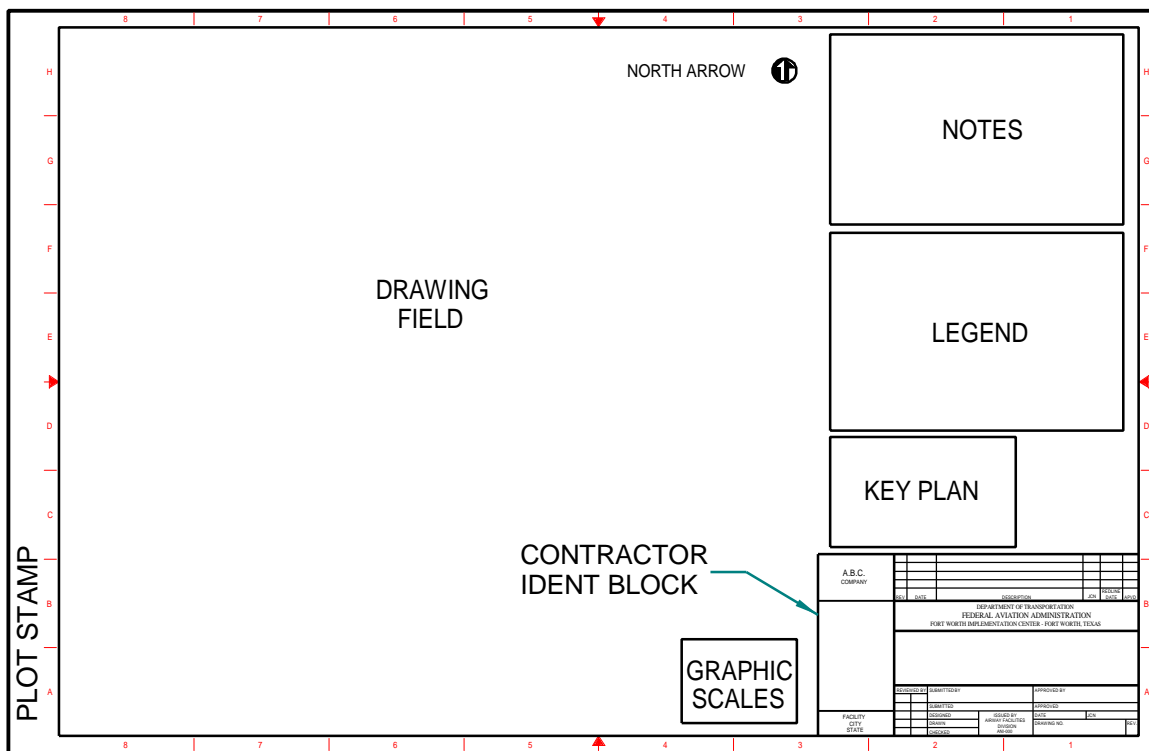 8 7 6 5 4 3 2 1
H H
NORTH ARROW
NOTES
G G
F F
DRAWING
FIELD
LEGEND
E E
D D
KEY PLAN
C C
CONTRACTOR
IDENT BLOCK
PLOT STAMP
A.B.C.
COMPANY
REV DATE DESCRIPTION JCN REDLINE DATE APVD
B B
DEPARTMENT OF TRANSPORTATION
FEDERAL AVIATION ADMINISTRATION
FORT WORTH IMPLEMENTATION CENTER - FORT WORTH, TEXAS
GRAPHIC
SCALES
A A
REVIEWED BY SUBMITTED BY APPROVED BY
SUBMITTED APPROVED
FACILITY
CITY
STATE
DESIGNED
DRAWN
CHECKED
ISSUED BY
AIRWAY FACILITIES
DIVISION
ANI-600
DATE JCN
DRAWING NO. REV.
8 7 6 5 4 3 2 1